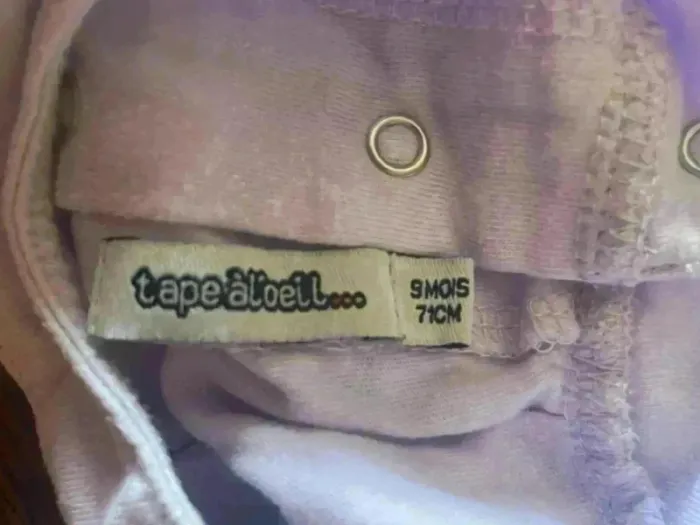 tape à l'oeil...
9 MOIS
71CM